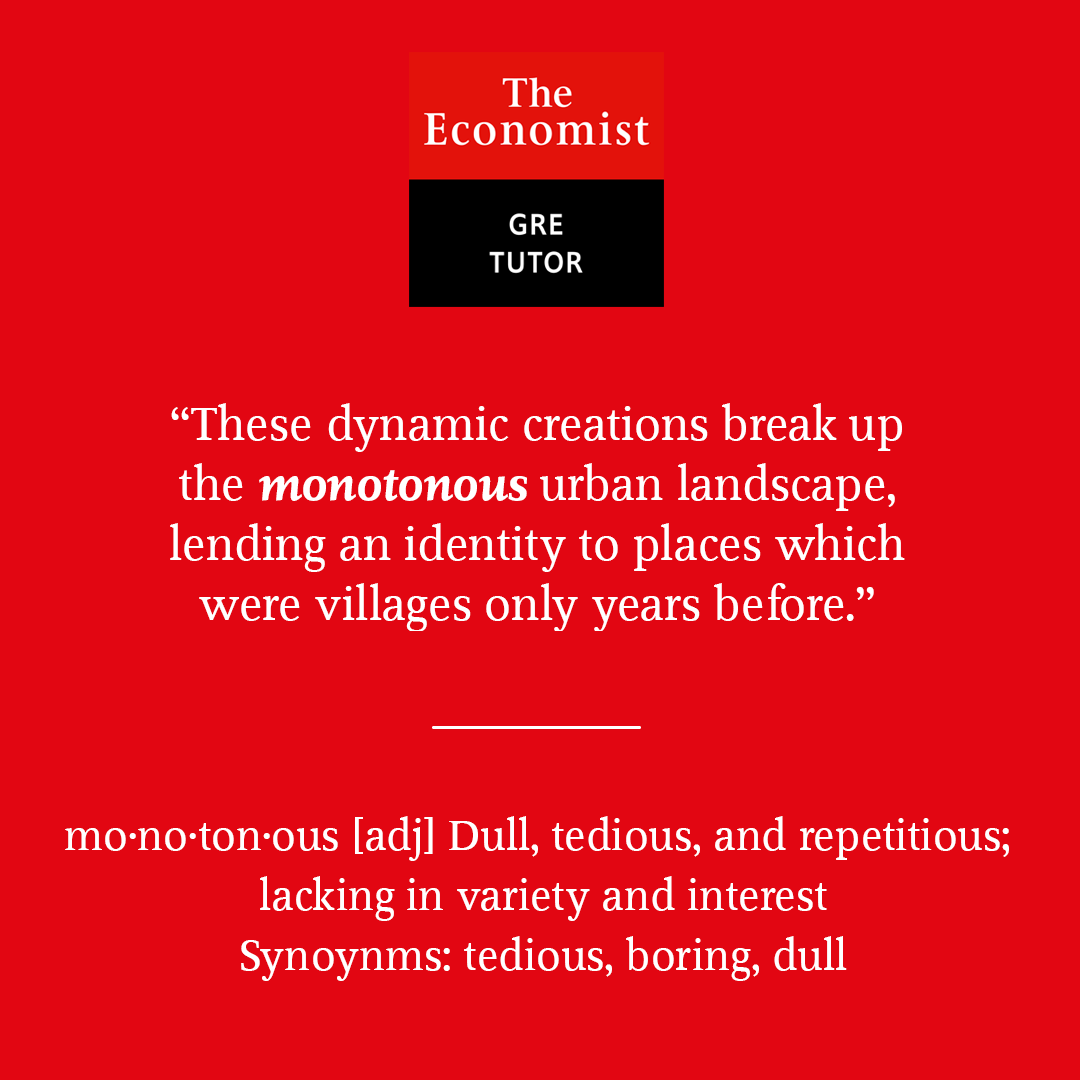 The
Economist
GRE
TUTOR
“These dynamic creations break up
the monotonous urban landscape,
lending an identity to places which
were villages only years before.”
mo·no·ton·ous [adj] Dull, tedious, and repetitious;
lacking in variety and interest
Synoynms: tedious, boring, dull